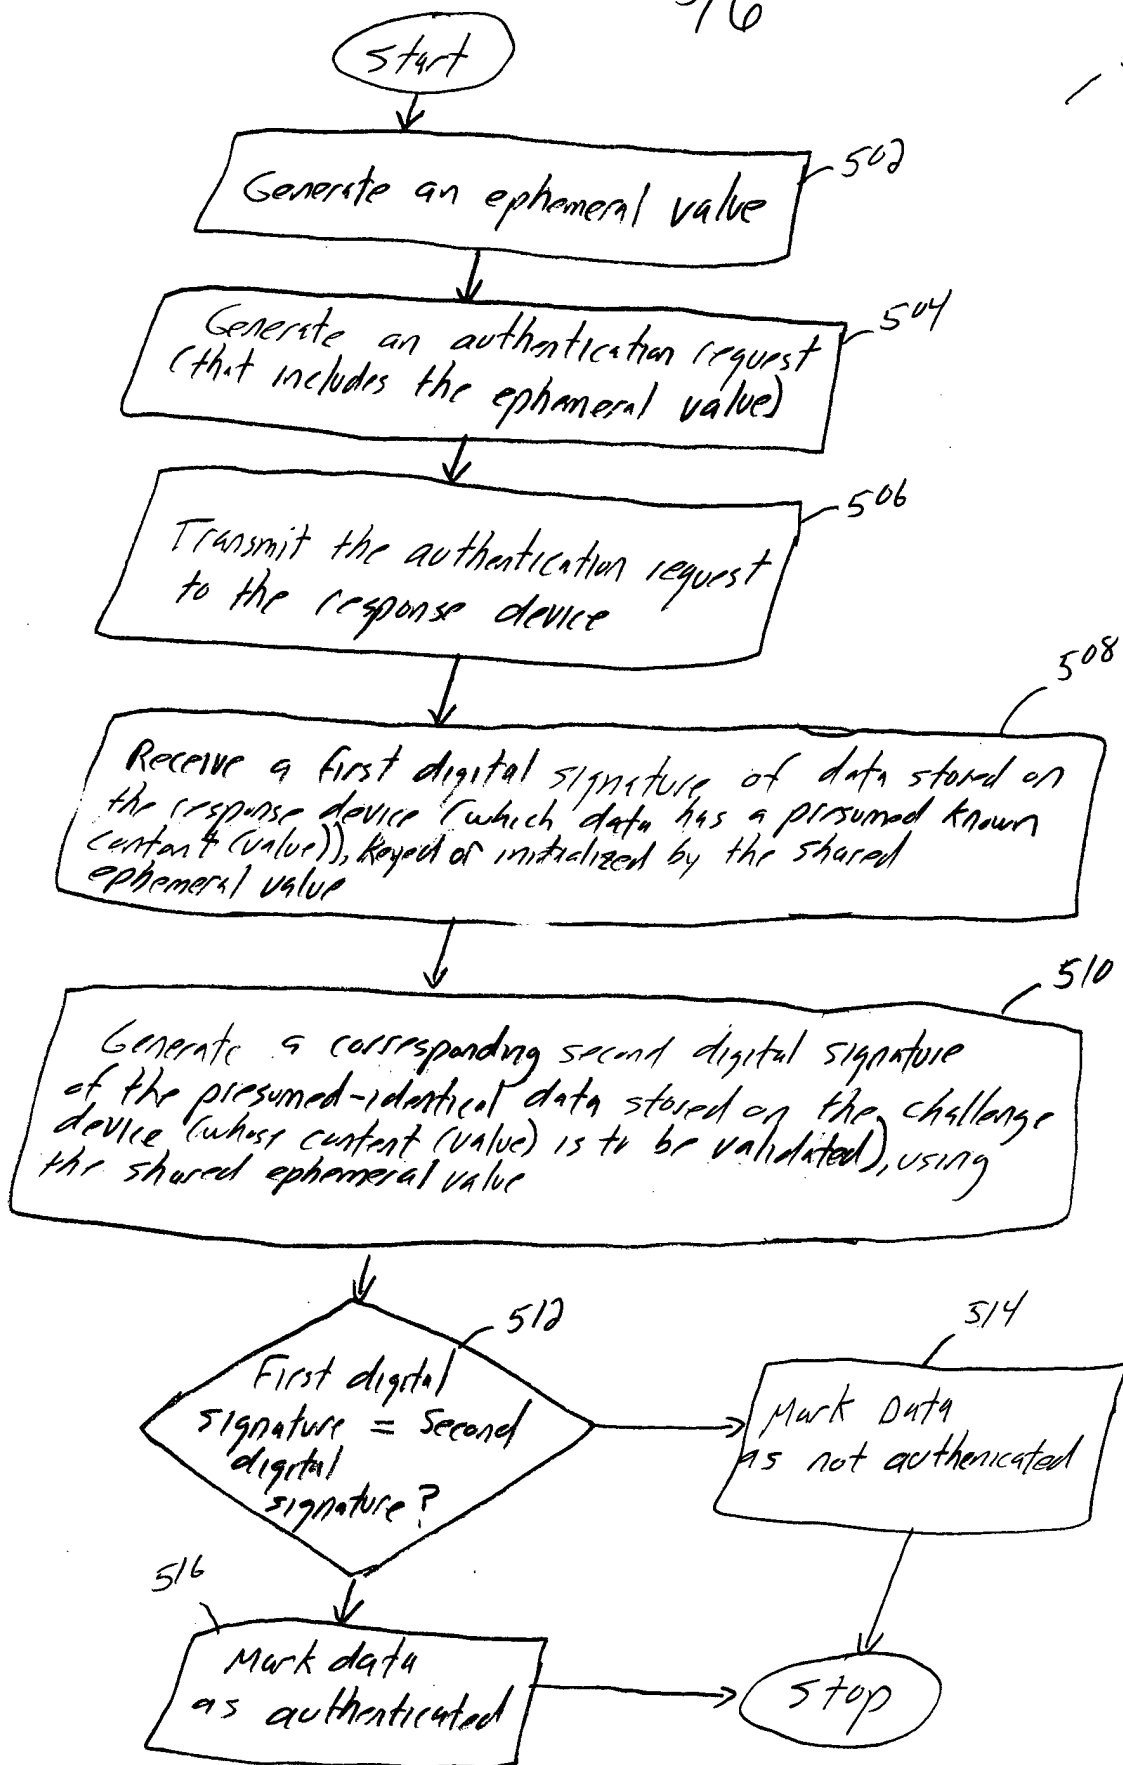 5/6
Start
502
Generate an ephemeral value
504
Generate an authentication request
(that includes the ephemeral value)
506
Transmit the authentication request
to the response device
508
Receive a first digital signature of data stored on
the response device (which data has a presumed known
content (value)), keyed or initialized by the shared
ephemeral value
510
Generate a corresponding second digital signature
of the presumed-identical data stored on the challenge
device (whose content (value) is to be validated), using
the shared ephemeral value
512
First digital
signature = Second
digital
signature?
514
Mark Data
as not authenicated
516
Mark data
as authenticated
Stop